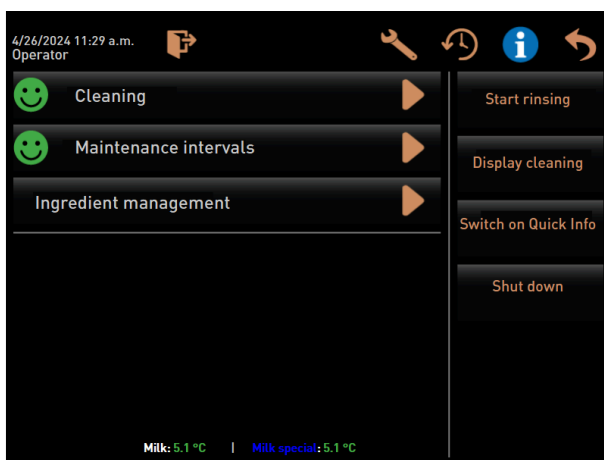 4/26/2024 11:29 a.m.
Operator
Cleaning
Maintenance intervals
Ingredient management
Start rinsing
Display cleaning
Switch on Quick Info
Shut down
Milk: 5.1 °C | Milk special: 5.1 °C